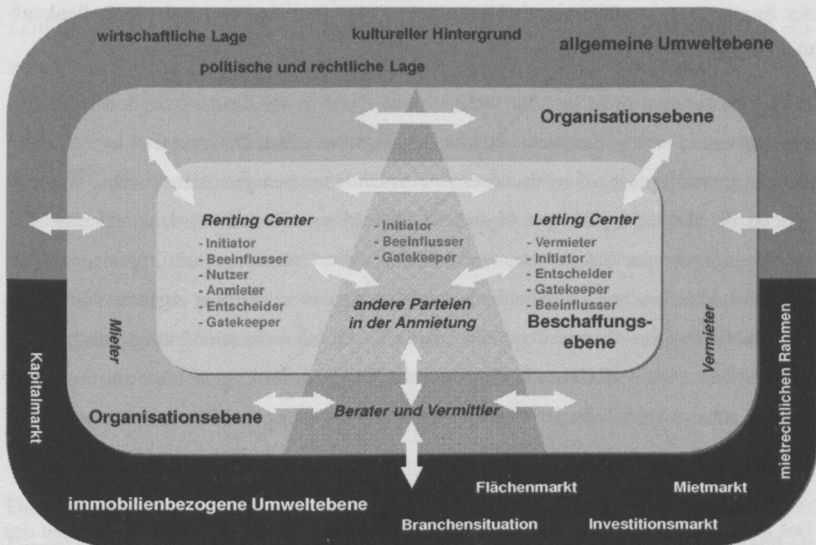 wirtschaftliche Lage
kultureller Hintergrund
allgemeine Umweltebene
politische und rechtliche Lage
Organisationsebene
Renting Center
- Initiator
- Beeinflusser
- Nutzer
- Anmieter
- Entscheider
- Gatekeeper
- Initiator
- Beeinflusser
- Gatekeeper
andere Parteien
in der Anmietung
Letting Center
- Vermieter
- Initiator
- Entscheider
- Gatekeeper
- Beeinflusser
Beschaffungs-
ebene
Mieter
Vermieter
Kapitalmarkt
mietrechtlichen Rahmen
Organisationsebene
Berater und Vermittler
Flächenmarkt
Mietmarkt
immobilienbezogene Umweltebene
Branchensituation
Investitionsmarkt